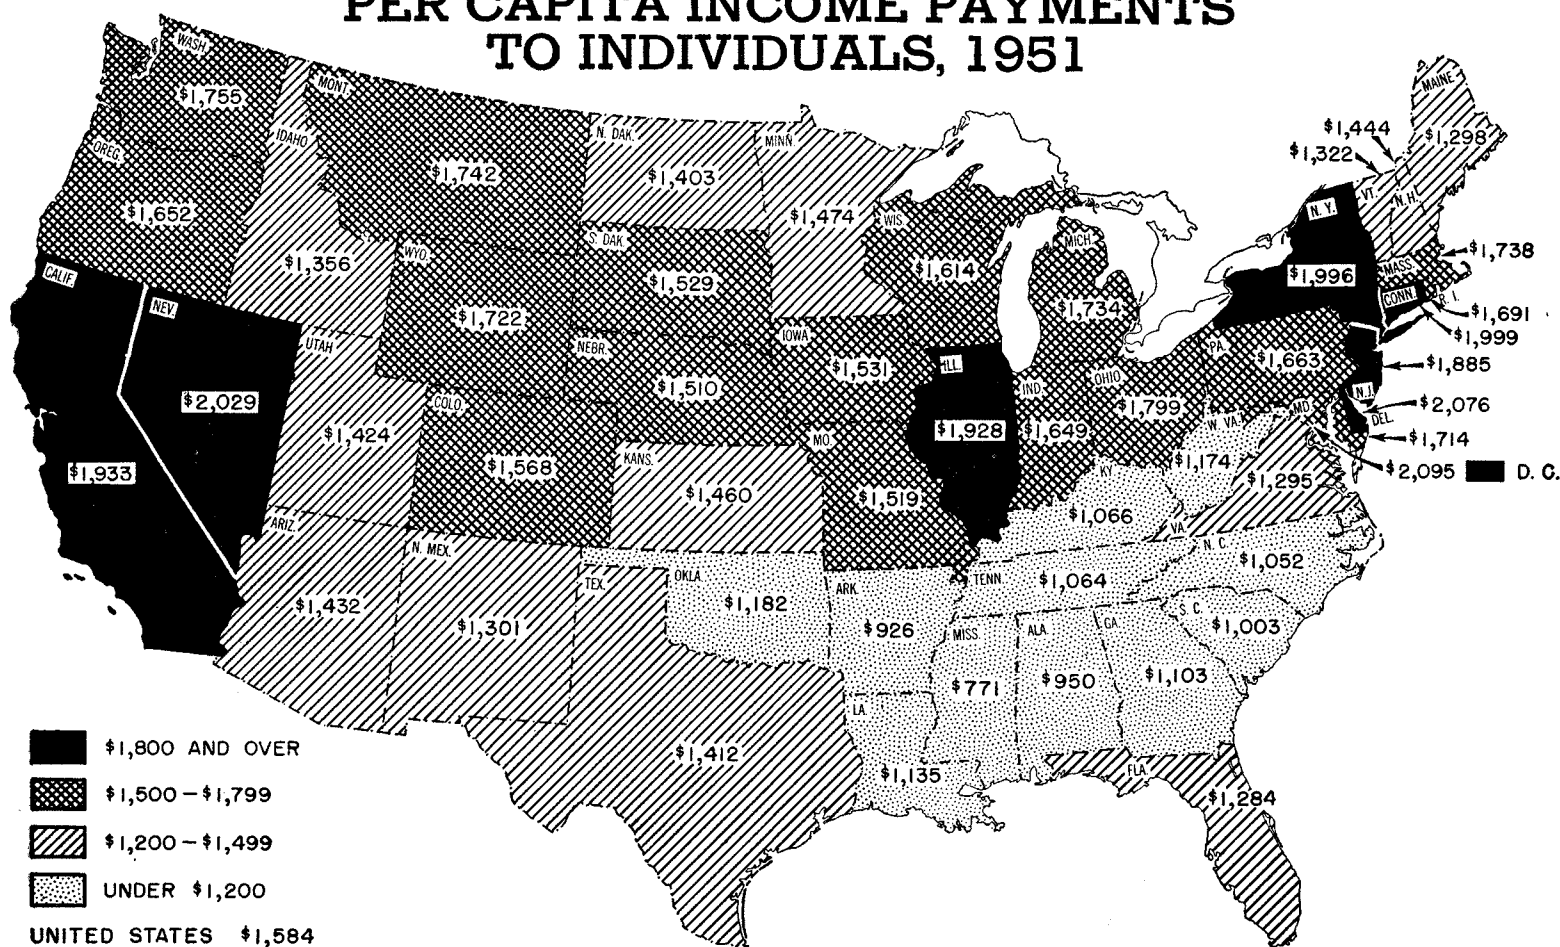 PER CAPITA INCOME PAYMENTS
TO INDIVIDUALS, 1951
WASH.
$1,755
OREG.
$1,652
CALIF.
$1,933
NEV.
$2,029
IDAHO
$1,356
MONT.
$1,742
WYO.
$1,722
UTAH
$1,424
COLO.
$1,568
ARIZ.
$1,432
N. MEX.
$1,301
N. DAK.
$1,403
S. DAK.
$1,529
NEBR.
$1,510
KANS.
$1,460
OKLA.
$1,182
TEX.
$1,412
MINN.
$1,474
IOWA
$1,531
MO.
$1,519
ARK.
$926
LA.
$1,135
WIS.
$1,614
ILL.
$1,928
MICH.
$1,734
IND.
$1,649
OHIO
$1,799
KY.
$1,066
TENN.
$1,064
MISS.
$771
ALA.
$950
GA.
$1,103
FLA.
$1,284
S. C.
$1,003
N. C.
$1,052
VA.
$1,295
W. VA.
$1,174
PA.
$1,663
N. Y.
$1,996
MAINE
$1,298
$1,444
$1,322
VT.
N. H.
$1,738
MASS.
CONN.
R. I.
$1,691
$1,999
$1,885
N.J.
$2,076
MD.
DEL.
$1,714
$2,095 D. C.
$1,800 AND OVER
$1,500 – $1,799
$1,200 – $1,499
UNDER $1,200
UNITED STATES $1,584